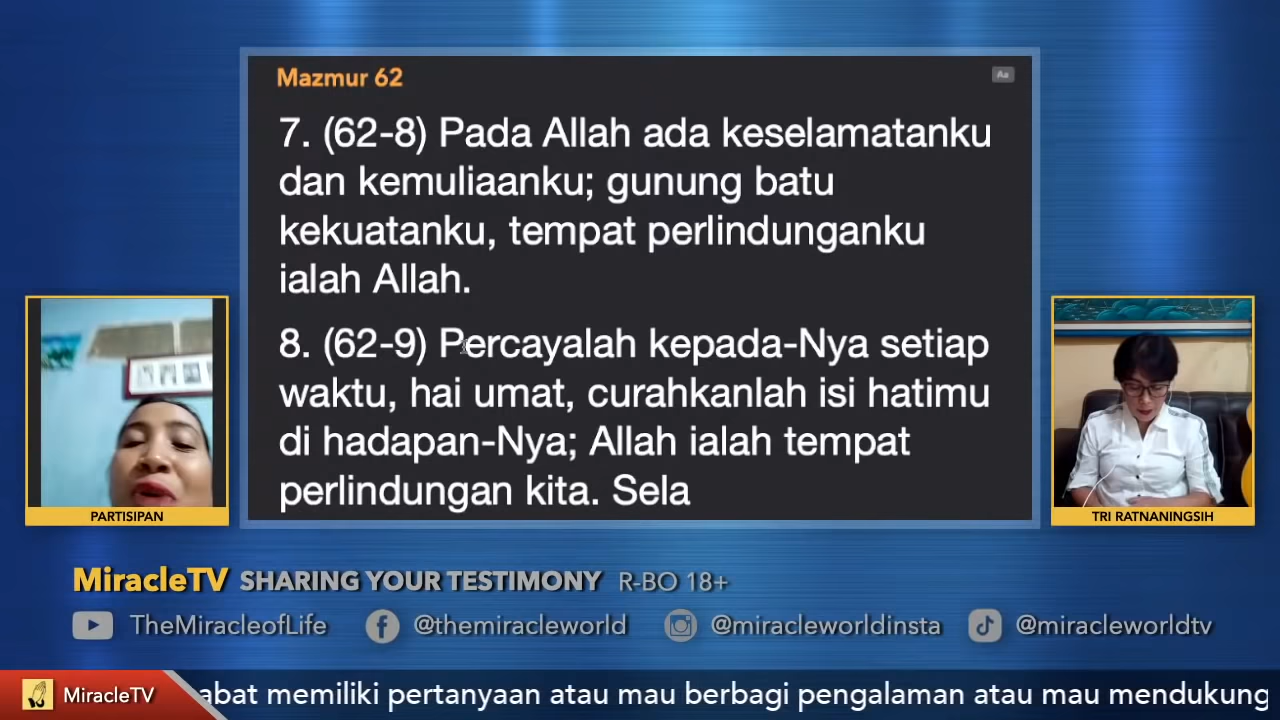 Mazmur 62
Aa
7. (62-8) Pada Allah ada keselamatanku
dan kemuliaanku; gunung batu
kekuatanku, tempat perlindunganku
ialah Allah.
8. (62-9) Percayalah kepada-Nya setiap
waktu, hai umat, curahkanlah isi hatimu
di hadapan-Nya; Allah ialah tempat
perlindungan kita. Sela
PARTISIPAN
TRI RATNANINGSIH
MiracleTV SHARING YOUR TESTIMONY R-BO 18+
TheMiracleofLife @themiracleworld @miracleworldinsta @miracleworldtv
MiracleTV abat memiliki pertanyaan atau mau berbagi pengalaman atau mau mendukung